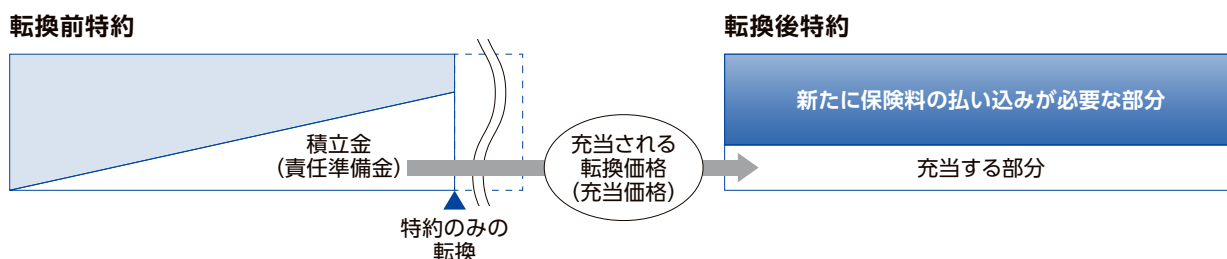 転換前特約
積立金
(責任準備金)
特約のみの
転換
充当される
転換価格
(充当価格)
転換後特約
新たに保険料の払い込みが必要な部分
充当する部分